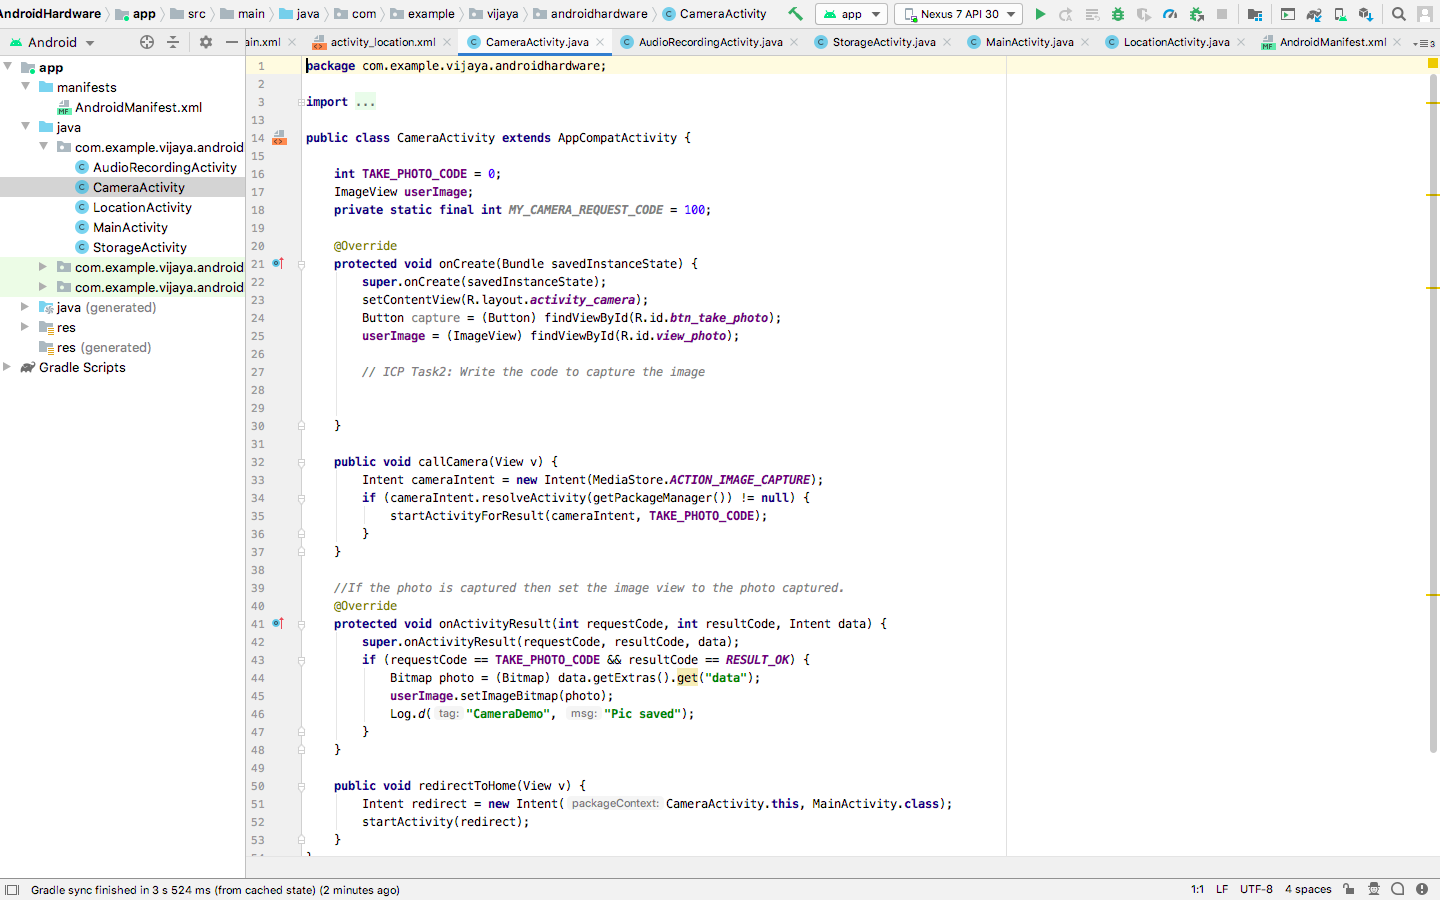 AndroidHardware app src main java com example vijaya androidhardware CameraActivity app Nexus 7 API 30
Android ain.xml activity_location.xml CameraActivity.java AudioRecordingActivity.java StorageActivity.java MainActivity.java LocationActivity.java AndroidManifest.xml 3
app
manifests
AndroidManifest.xml
java
com.example.vijaya.android
AudioRecordingActivity
CameraActivity
LocationActivity
MainActivity
StorageActivity
com.example.vijaya.android
com.example.vijaya.android
java (generated)
res
res (generated)
Gradle Scripts
1 package com.example.vijaya.androidhardware;
2
3 import ...
13
14 public class CameraActivity extends AppCompatActivity {
15
16 int TAKE_PHOTO_CODE = 0;
17 ImageView userImage;
18 private static final int MY_CAMERA_REQUEST_CODE = 100;
19
20 @Override
21 protected void onCreate(Bundle savedInstanceState) {
22 super.onCreate(savedInstanceState);
23 setContentView(R.layout.activity_camera);
24 Button capture = (Button) findViewById(R.id.btn_take_photo);
25 userImage = (ImageView) findViewById(R.id.view_photo);
26
27 // ICP Task2: Write the code to capture the image
28
29
30 }
31
32 public void callCamera(View v) {
33 Intent cameraIntent = new Intent(MediaStore.ACTION_IMAGE_CAPTURE);
34 if (cameraIntent.resolveActivity(getPackageManager()) != null) {
35 startActivityForResult(cameraIntent, TAKE_PHOTO_CODE);
36 }
37 }
38
39 //If the photo is captured then set the image view to the photo captured.
40 @Override
41 protected void onActivityResult(int requestCode, int resultCode, Intent data) {
42 super.onActivityResult(requestCode, resultCode, data);
43 if (requestCode == TAKE_PHOTO_CODE && resultCode == RESULT_OK) {
44 Bitmap photo = (Bitmap) data.getExtras().get("data");
45 userImage.setImageBitmap(photo);
46 Log.d( tag: "CameraDemo", msg: "Pic saved");
47 }
48 }
49
50 public void redirectToHome(View v) {
51 Intent redirect = new Intent( packageContext: CameraActivity.this, MainActivity.class);
52 startActivity(redirect);
53 }
Gradle sync finished in 3 s 524 ms (from cached state) (2 minutes ago) 1:1 LF UTF-8 4 spaces